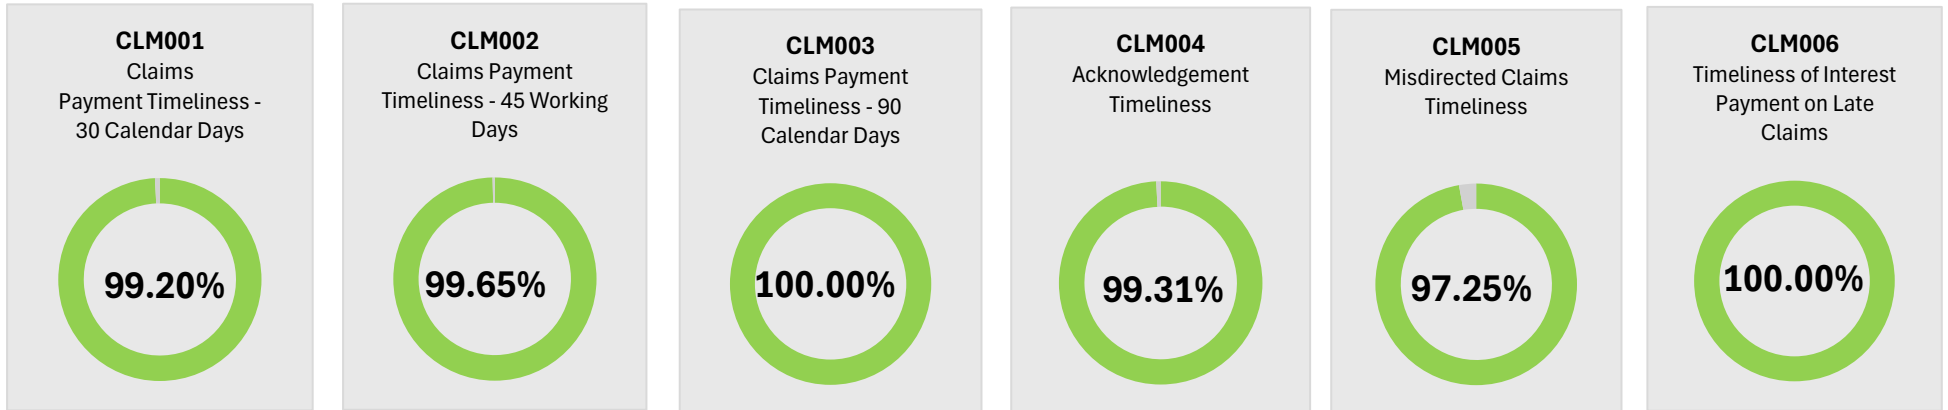 CLM001
Claims
Payment Timeliness -
30 Calendar Days
99.20%
CLM002
Claims Payment
Timeliness - 45 Working
Days
99.65%
CLM003
Claims Payment
Timeliness - 90
Calendar Days
100.00%
CLM004
Acknowledgement
Timeliness
99.31%
CLM005
Misdirected Claims
Timeliness
97.25%
CLM006
Timeliness of Interest
Payment on Late
Claims
100.00%